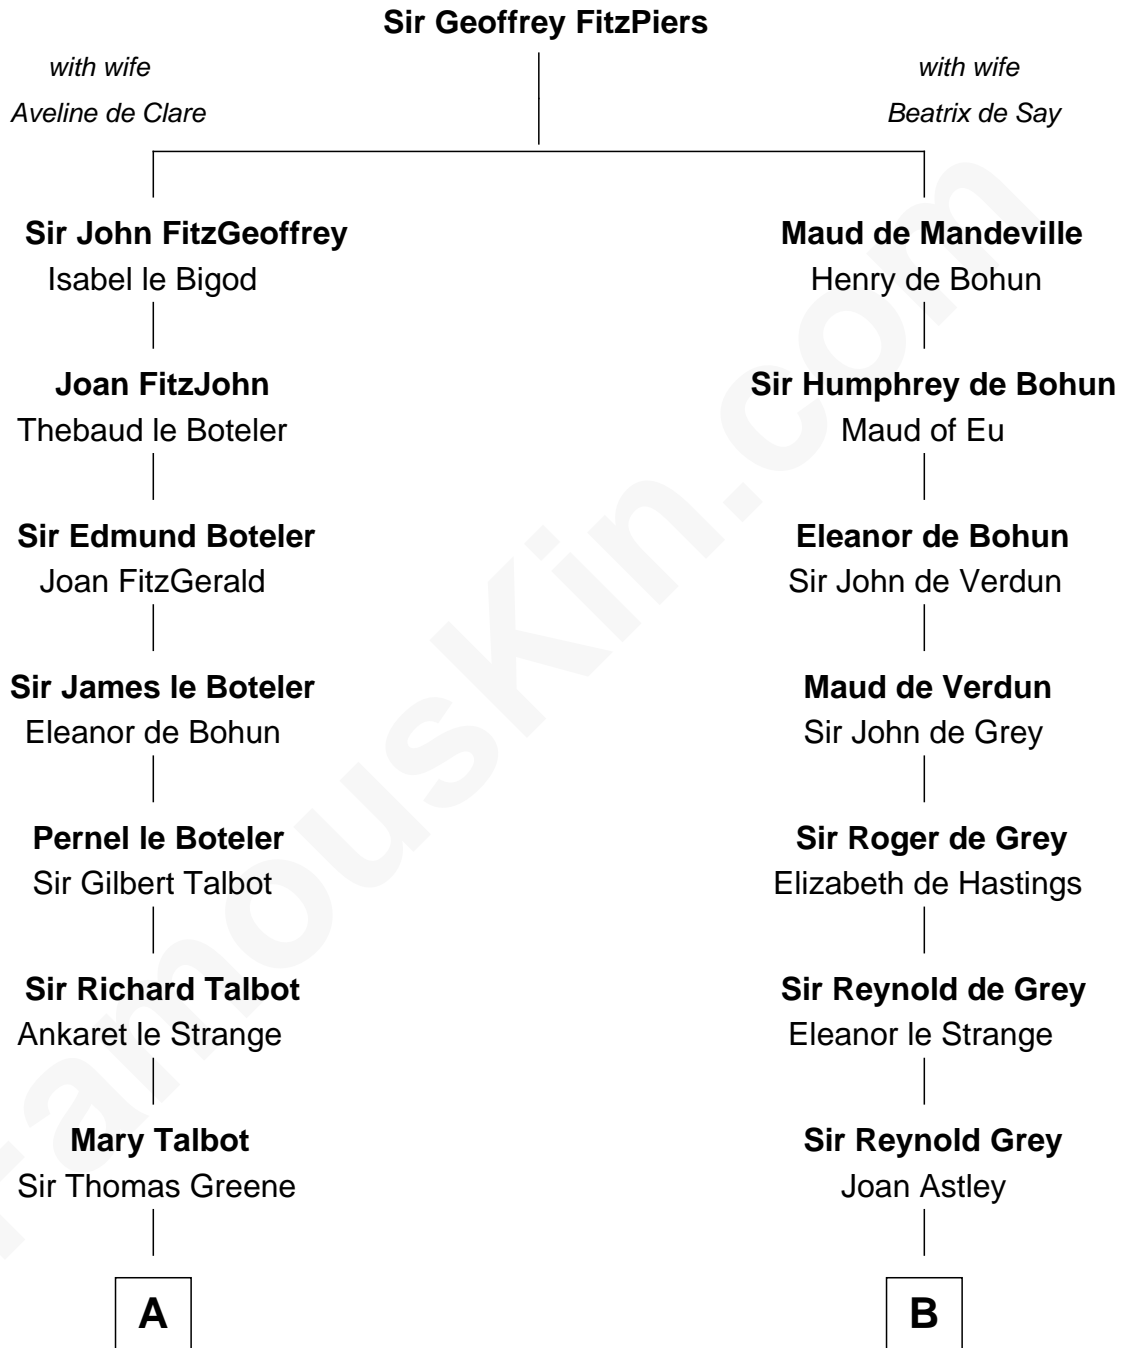 Sir Geoffrey FitzPiers
with wife
Aveline de Clare
with wife
Beatrix de Say
Sir John FitzGeoffrey
Isabel le Bigod
Maud de Mandeville
Henry de Bohun
Joan FitzJohn
Thebaud le Boteler
Sir Humphrey de Bohun
Maud of Eu
Sir Edmund Boteler
Joan FitzGerald
Eleanor de Bohun
Sir John de Verdun
Sir James le Boteler
Eleanor de Bohun
Maud de Verdun
Sir John de Grey
Pernel le Boteler
Sir Gilbert Talbot
Sir Roger de Grey
Elizabeth de Hastings
Sir Richard Talbot
Ankaret le Strange
Sir Reynold de Grey
Eleanor le Strange
Mary Talbot
Sir Thomas Greene
Sir Reynold Grey
Joan Astley
A
B
FamousKin.com